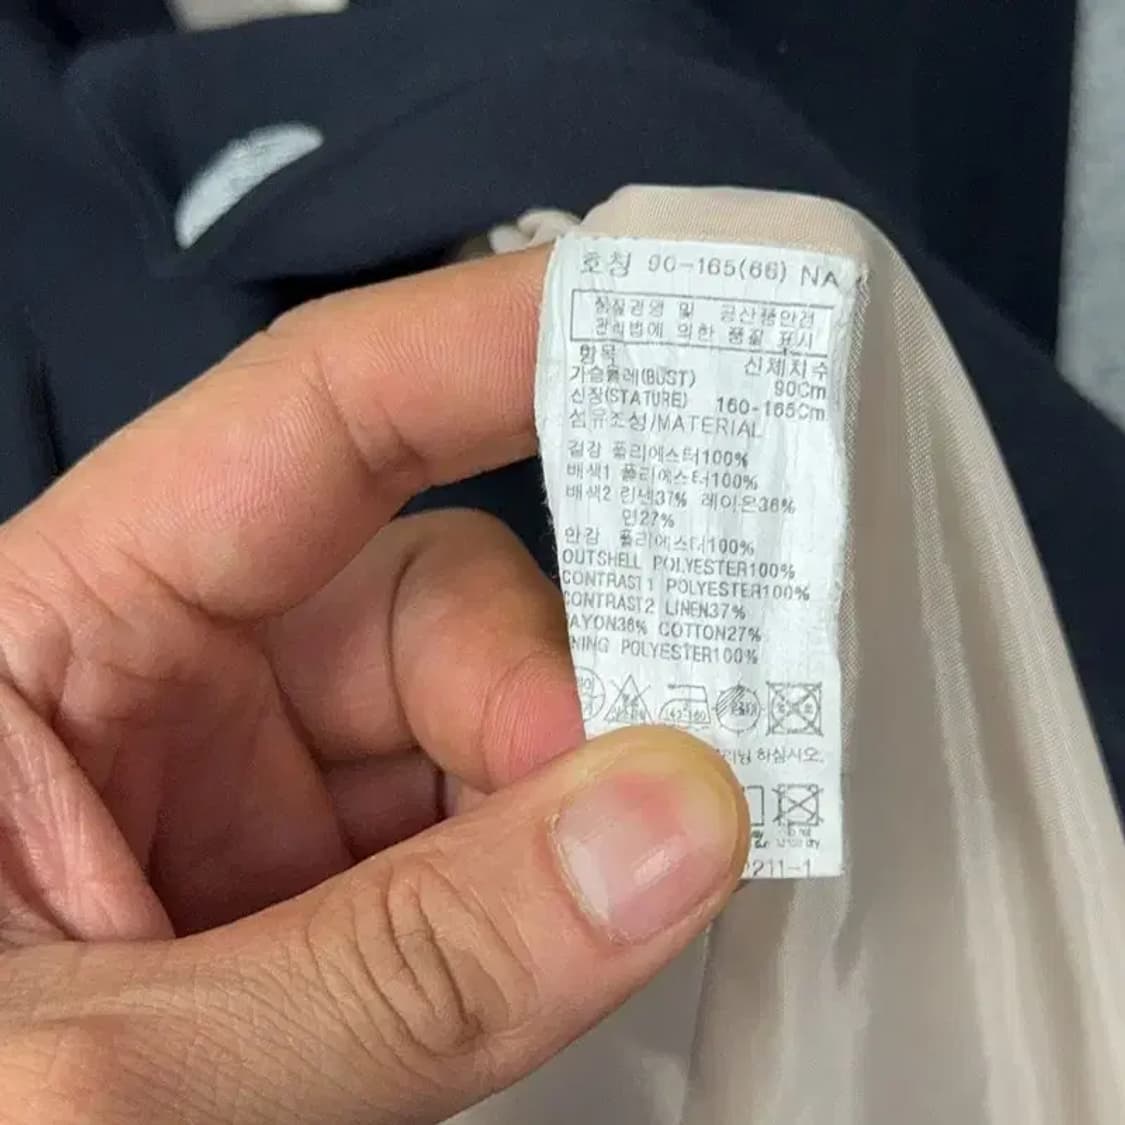 호칭 90-165(66) NA
품질경영 및 공산품안전
관리법에 의한 품질 표시
항목 신체치수
가슴둘레(BUST) 90Cm
신장(STATURE) 160-165Cm
섬유조성/MATERIAL
겉감 폴리에스터100%
배색1 폴리에스터100%
배색2 린넨37% 레이온36%
면27%
안감 폴리에스터100%
OUTSHELL POLYESTER100%
CONTRAST1 POLYESTER100%
CONTRAST2 LINEN37%
AYON36% COTTON27%
NING POLYESTER100%
하십시오.
211-1